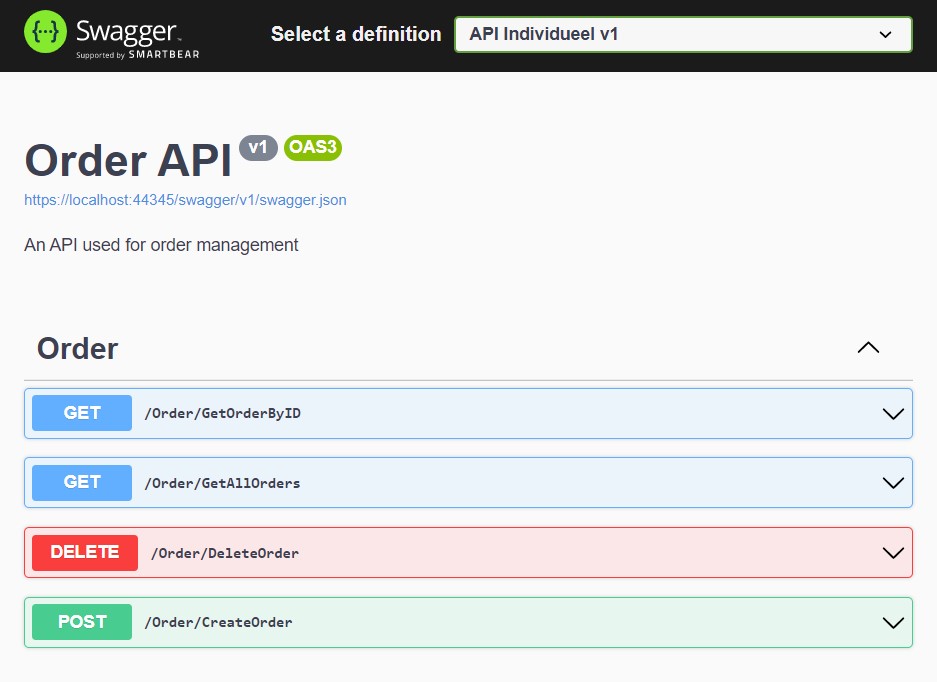 {···} Swagger™
Supported by SMARTBEAR
Select a definition
API Individueel v1
Order API v1 OAS3
https://localhost:44345/swagger/v1/swagger.json
An API used for order management
Order
GET /Order/GetOrderByID
GET /Order/GetAllOrders
DELETE /Order/DeleteOrder
POST /Order/CreateOrder